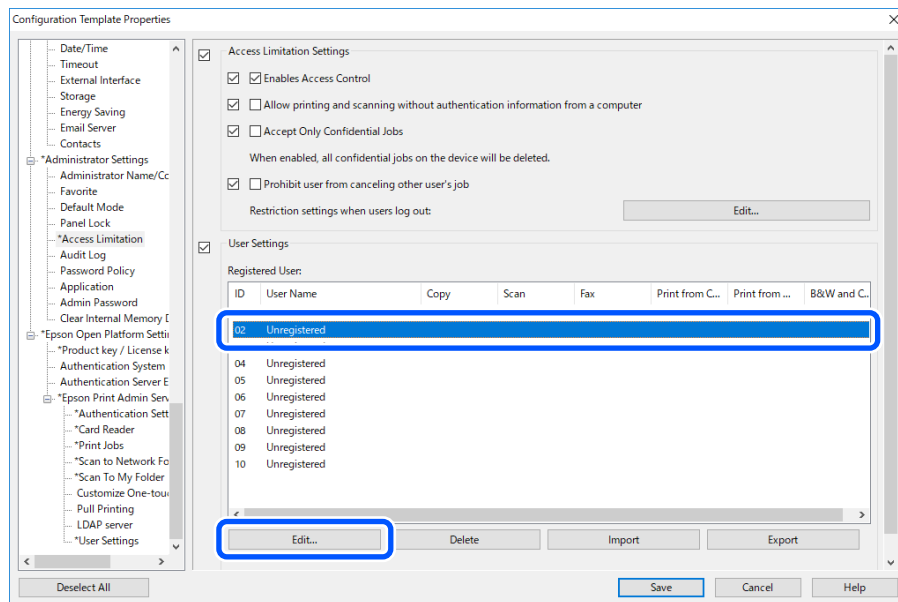 Configuration Template Properties
Date/Time
Timeout
External Interface
Storage
Energy Saving
Email Server
Contacts
*Administrator Settings
Administrator Name/Cc
Favorite
Default Mode
Panel Lock
*Access Limitation
Audit Log
Password Policy
Application
Admin Password
Clear Internal Memory D
*Epson Open Platform Settin
*Product key / License k
Authentication System
Authentication Server E
*Epson Print Admin Serv
*Authentication Sett
*Card Reader
*Print Jobs
*Scan to Network Fo
*Scan To My Folder
Customize One-touc
Pull Printing
LDAP server
*User Settings
Deselect All
Access Limitation Settings
Enables Access Control
Allow printing and scanning without authentication information from a computer
Accept Only Confidential Jobs
When enabled, all confidential jobs on the device will be deleted.
Prohibit user from canceling other user's job
Restriction settings when users log out: Edit...
User Settings
Registered User:
ID User Name Copy Scan Fax Print from C... Print from ... B&W and C...
02 Unregistered
04 Unregistered
05 Unregistered
06 Unregistered
07 Unregistered
08 Unregistered
09 Unregistered
10 Unregistered
Edit... Delete Import Export
Save Cancel Help